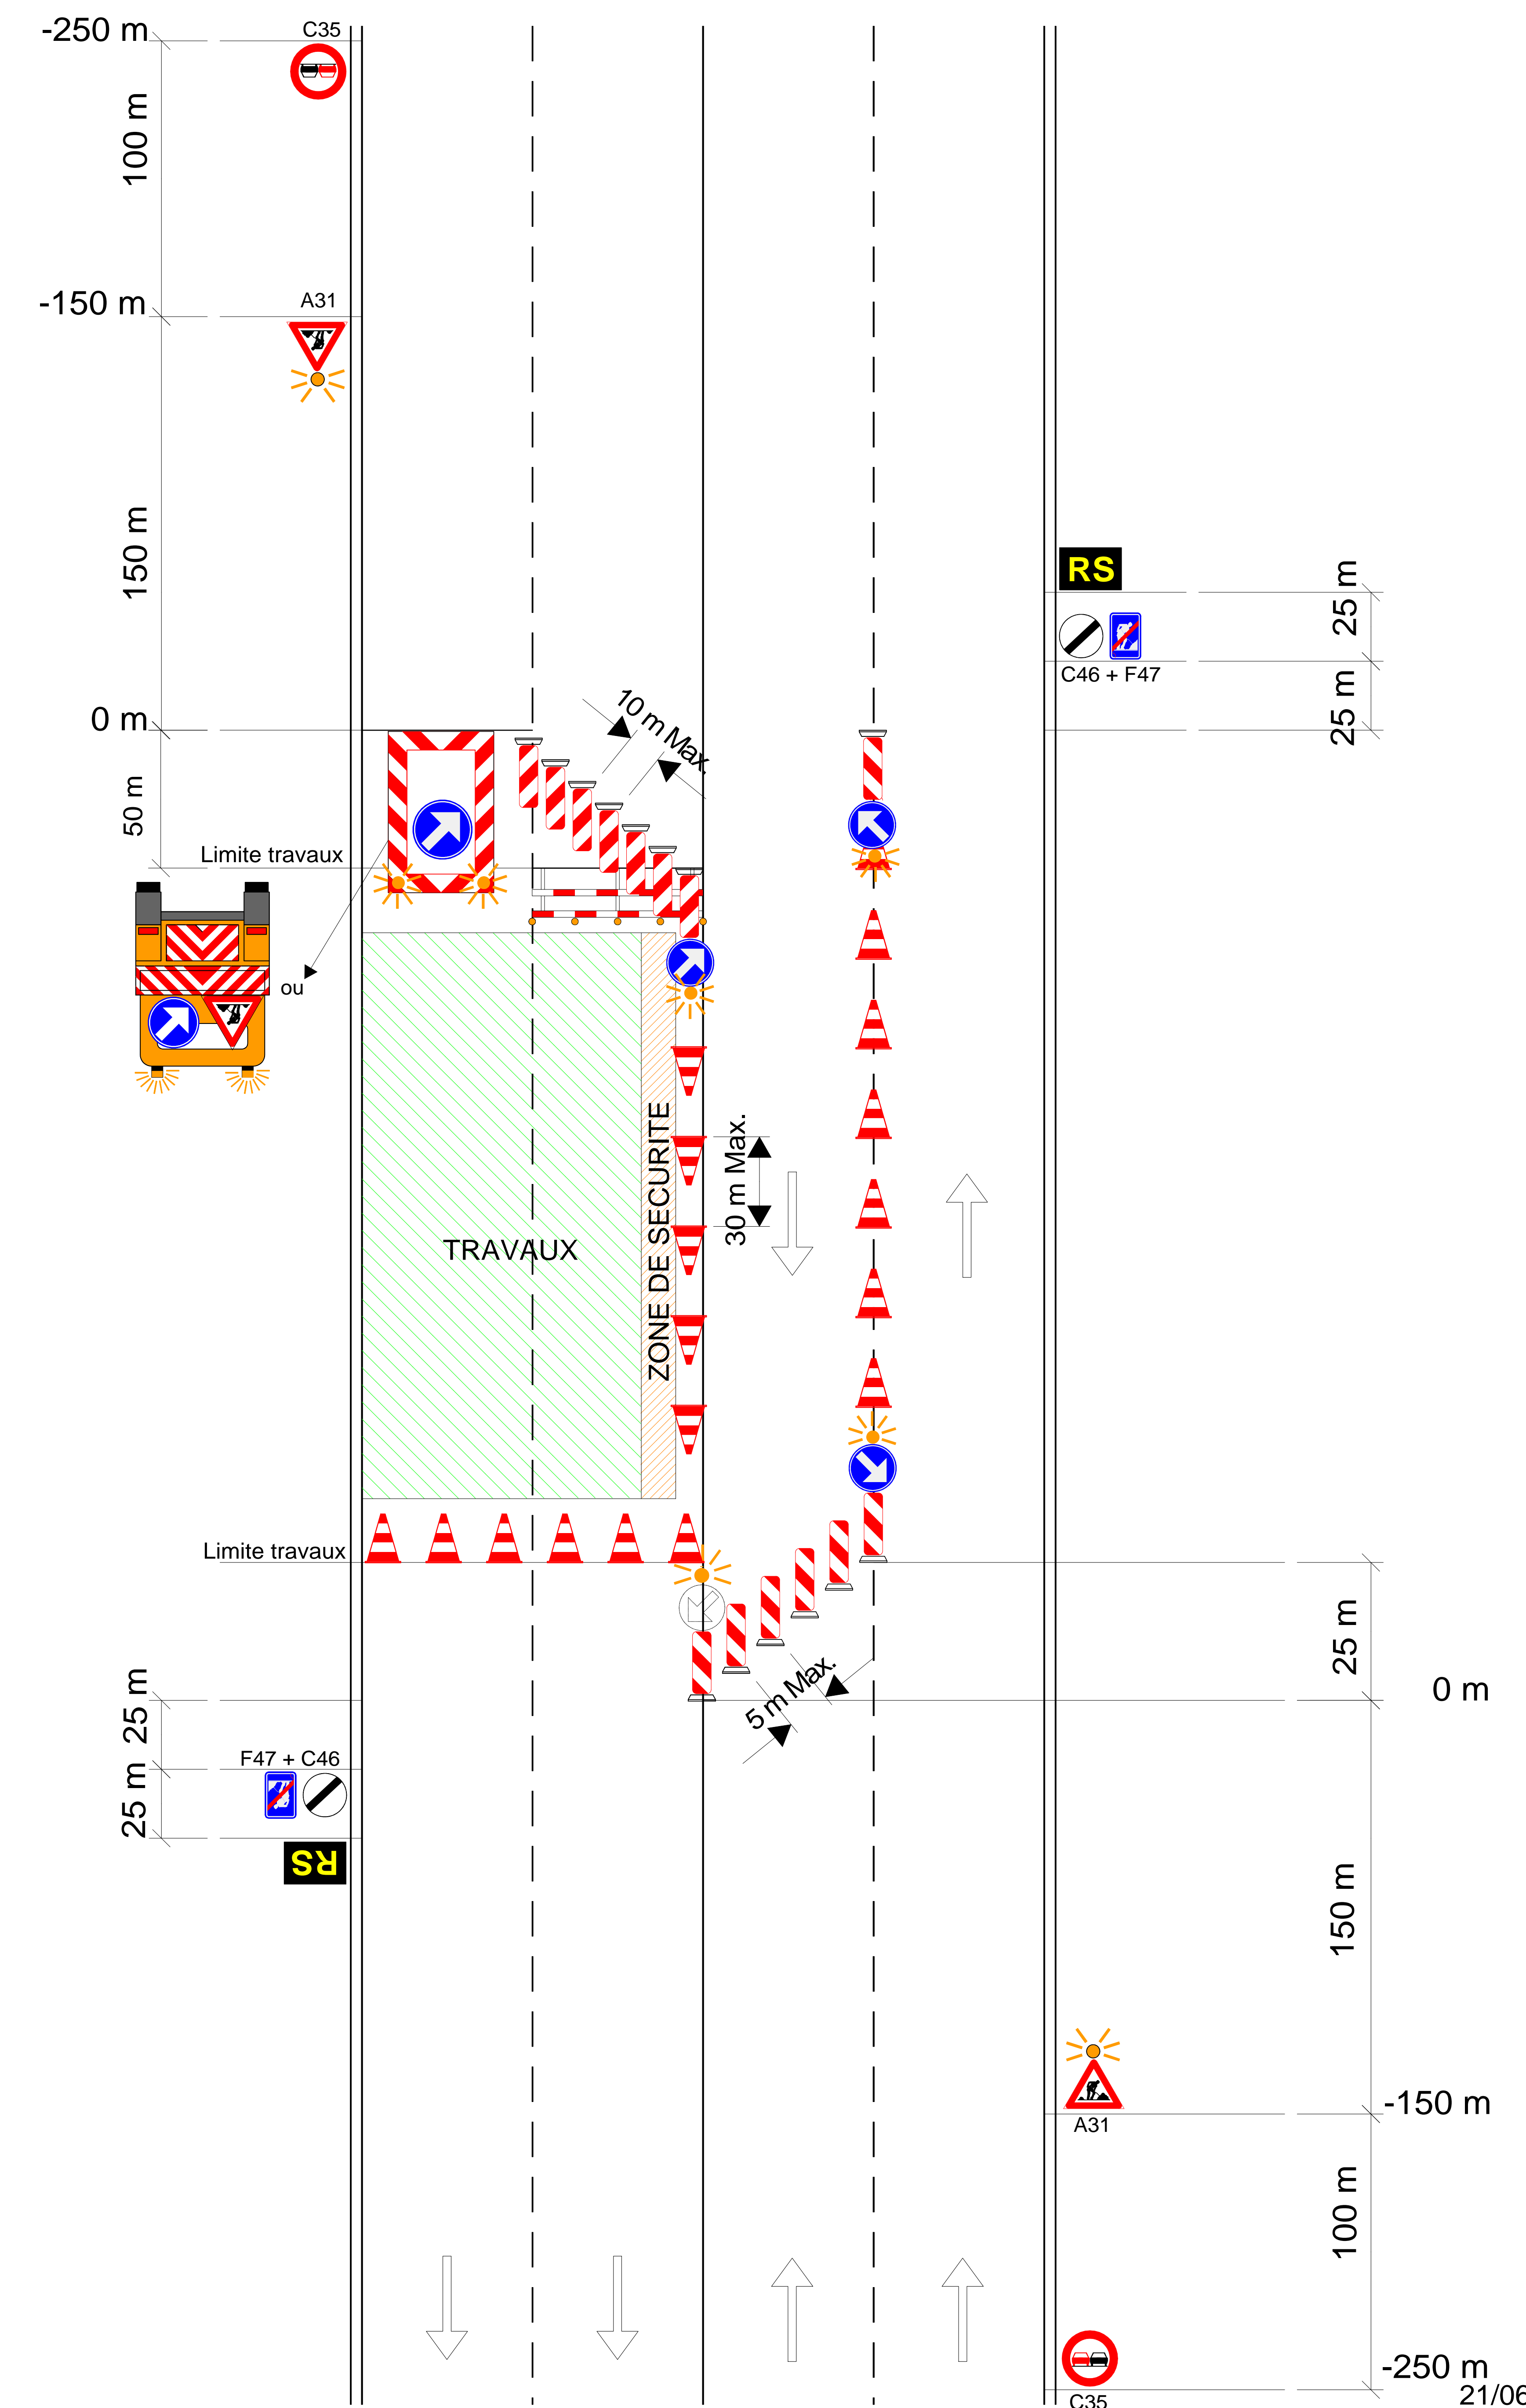 -250 m
C35
100 m
-150 m
A31
150 m
RS
25 m
C46 + F47
25 m
0 m
10 m Max.
50 m
Limite travaux
ou
TRAVAUX
ZONE DE SECURITE
30 m Max.
Limite travaux
25 m
5 m Max.
0 m
25 m
F47 + C46
25 m
RS
150 m
-150 m
A31
100 m
-250 m
C35
21/06